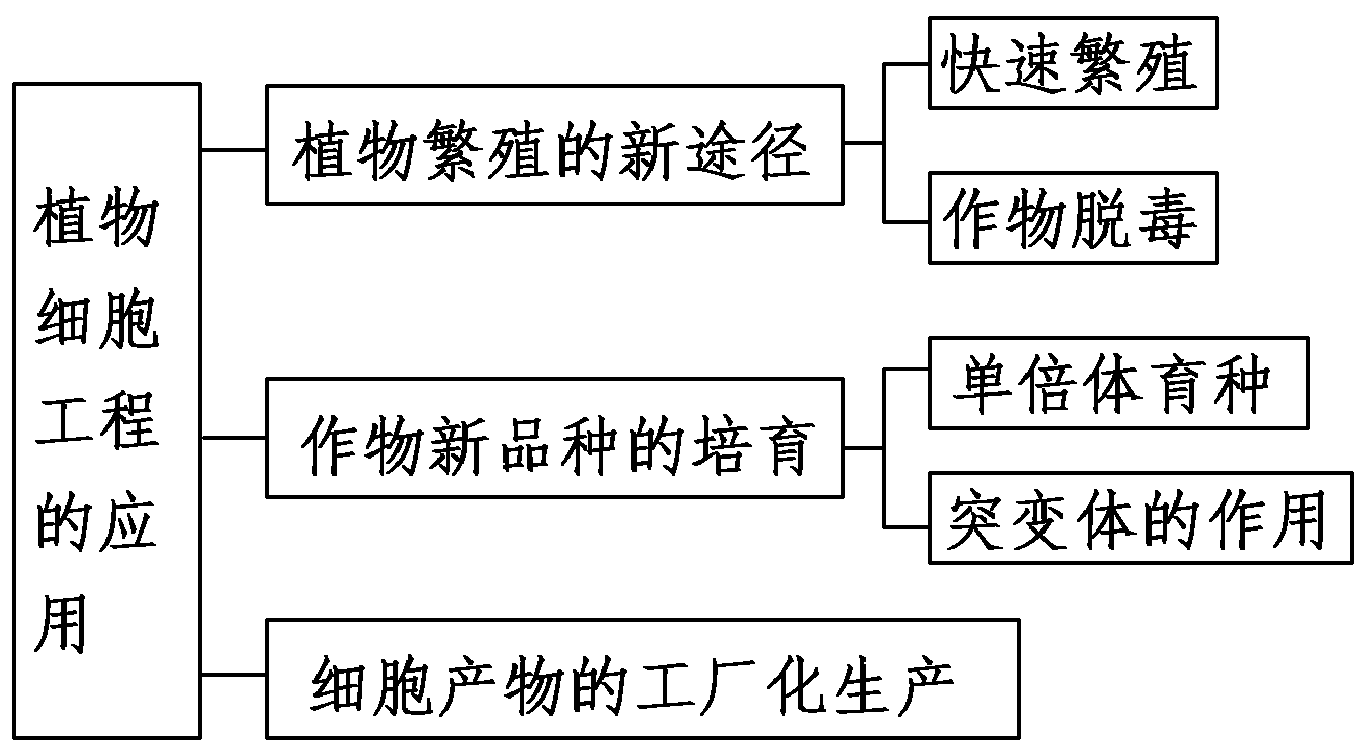 植物
细胞
工程
的应
用
植物繁殖的新途径
快速繁殖
作物脱毒
作物新品种的培育
单倍体育种
突变体的作用
细胞产物的工厂化生产